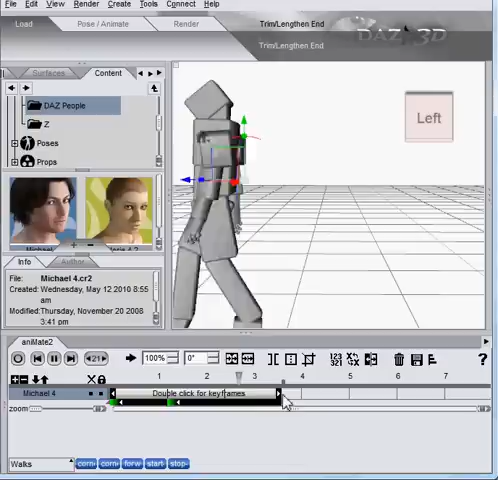 File Edit View Render Create Tools Connect Help
Load Pose / Animate Render
Trim/Lengthen End
Trim/Lengthen End
DAZ 3D
Surfaces Content
DAZ People
Z
Poses
Props
Left
Info Author
File: Michael 4.cr2
Created: Wednesday, May 12 2010 8:55 am
Modified: Thursday, November 20 2008 3:41 pm
aniMate2
21 100% 0°
1 2 3 4 5 6 7
Michael 4 Double click for keyframes
zoom
Walks corn corn forw start stop